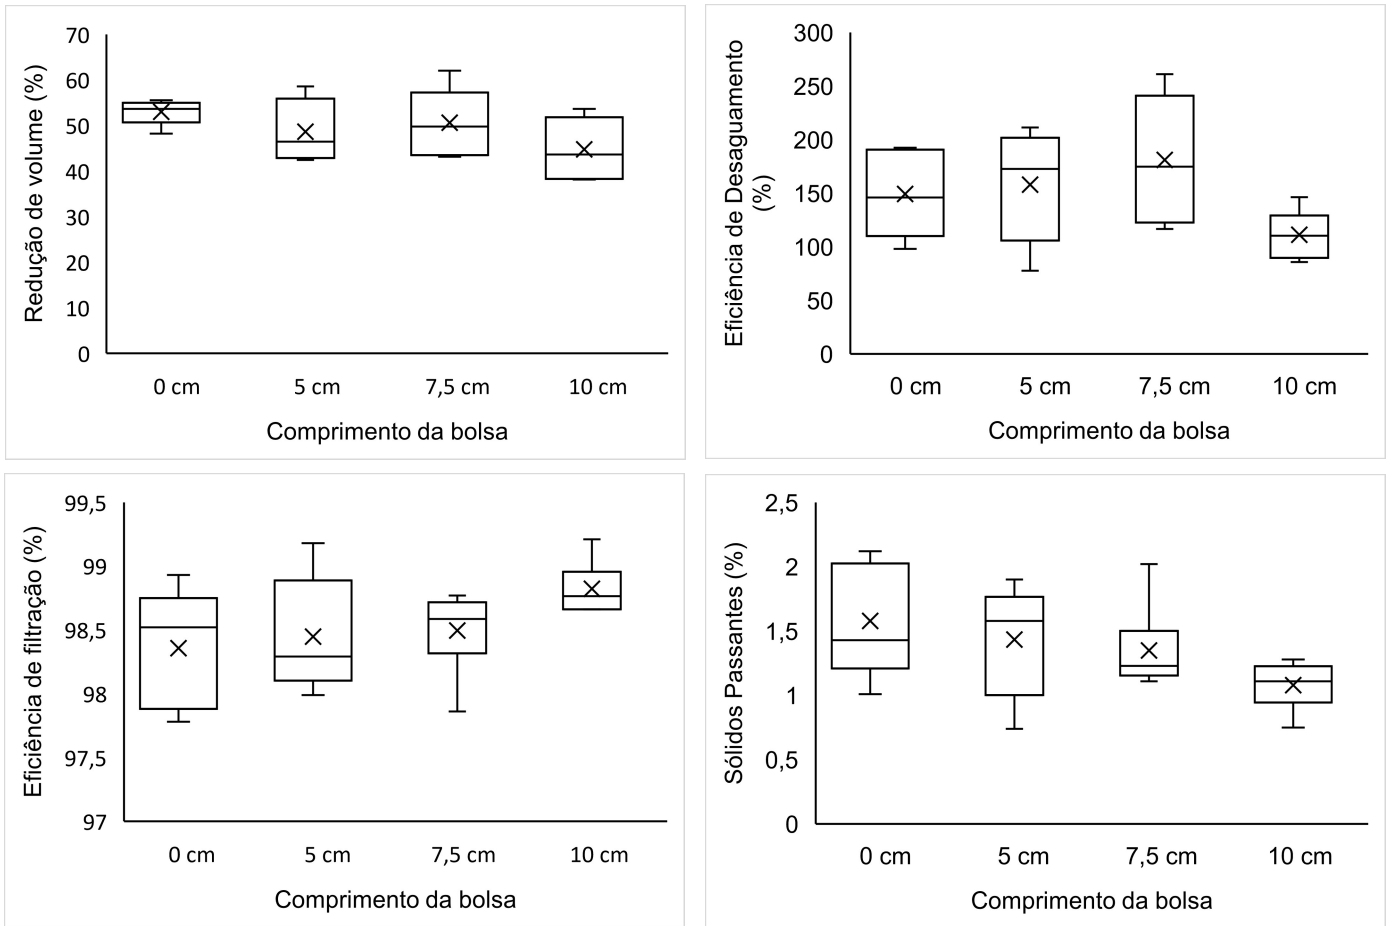 Redução de volume (%)
70
60
50
40
30
20
10
0
0 cm 5 cm 7,5 cm 10 cm
Comprimento da bolsa
Eficiência de Desaguamento
(%)
300
250
200
150
100
50
0
0 cm 5 cm 7,5 cm 10 cm
Comprimento da bolsa
Eficiência de filtração (%)
99,5
99
98,5
98
97,5
97
0 cm 5 cm 7,5 cm 10 cm
Comprimento da bolsa
Sólidos Passantes (%)
2,5
2
1,5
1
0,5
0
0 cm 5 cm 7,5 cm 10 cm
Comprimento da bolsa